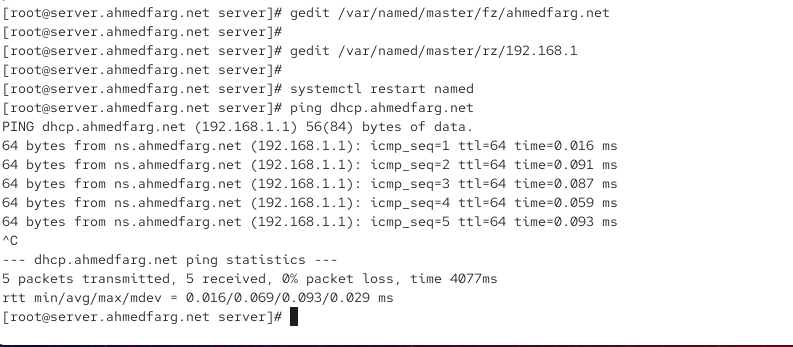 [root@server.ahmedfarg.net server]# gedit /var/named/master/fz/ahmedfarg.net
[root@server.ahmedfarg.net server]#
[root@server.ahmedfarg.net server]# gedit /var/named/master/rz/192.168.1
[root@server.ahmedfarg.net server]#
[root@server.ahmedfarg.net server]# systemctl restart named
[root@server.ahmedfarg.net server]# ping dhcp.ahmedfarg.net
PING dhcp.ahmedfarg.net (192.168.1.1) 56(84) bytes of data.
64 bytes from ns.ahmedfarg.net (192.168.1.1): icmp_seq=1 ttl=64 time=0.016 ms
64 bytes from ns.ahmedfarg.net (192.168.1.1): icmp_seq=2 ttl=64 time=0.091 ms
64 bytes from ns.ahmedfarg.net (192.168.1.1): icmp_seq=3 ttl=64 time=0.087 ms
64 bytes from ns.ahmedfarg.net (192.168.1.1): icmp_seq=4 ttl=64 time=0.059 ms
64 bytes from ns.ahmedfarg.net (192.168.1.1): icmp_seq=5 ttl=64 time=0.093 ms
^C
--- dhcp.ahmedfarg.net ping statistics ---
5 packets transmitted, 5 received, 0% packet loss, time 4077ms
rtt min/avg/max/mdev = 0.016/0.069/0.093/0.029 ms
[root@server.ahmedfarg.net server]#